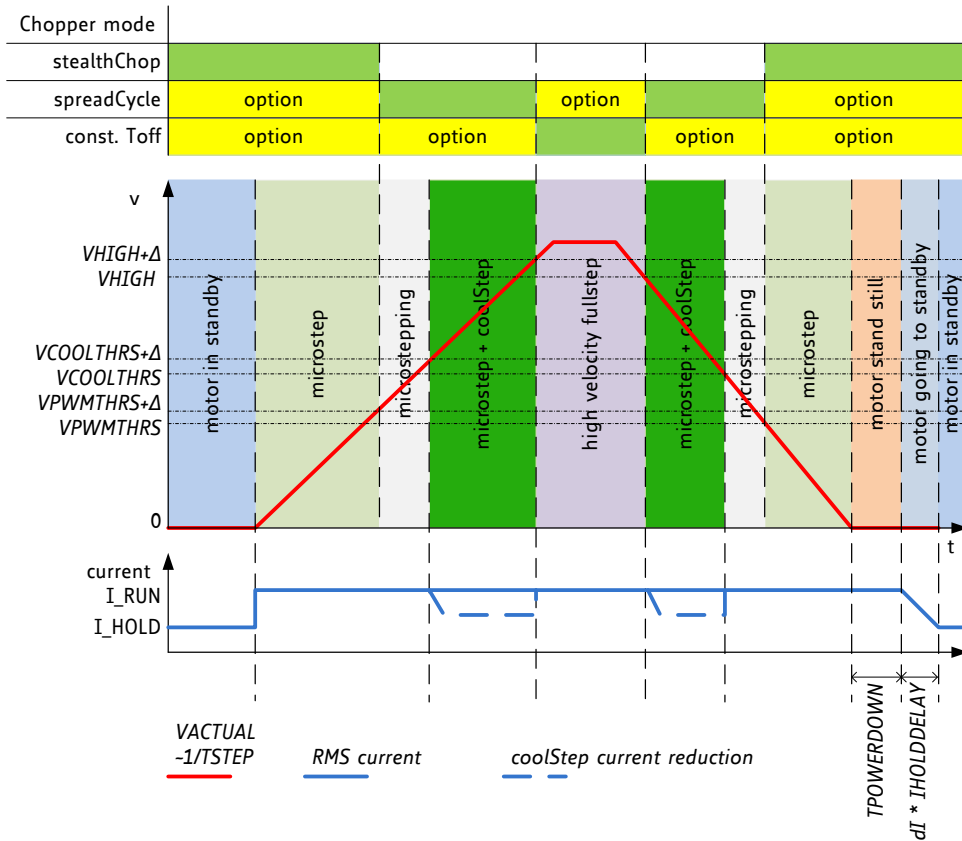 Chopper mode
stealthChop
spreadCycle option option option
const. Toff option option option option
v
VHIGH+Δ
VHIGH
VCOOLTHRS+Δ
VCOOLTHRS
VPWMTHRS+Δ
VPWMTHRS
0
t
motor in standby
microstep
microstepping
microstep + coolStep
high velocity fullstep
microstep + coolStep
microstepping
microstep
motor stand still
motor going to standby
motor in standby
current
I_RUN
I_HOLD
TPOWERDOWN
dI * IHOLDDELAY
VACTUAL
~1/TSTEP
RMS current
coolStep current reduction